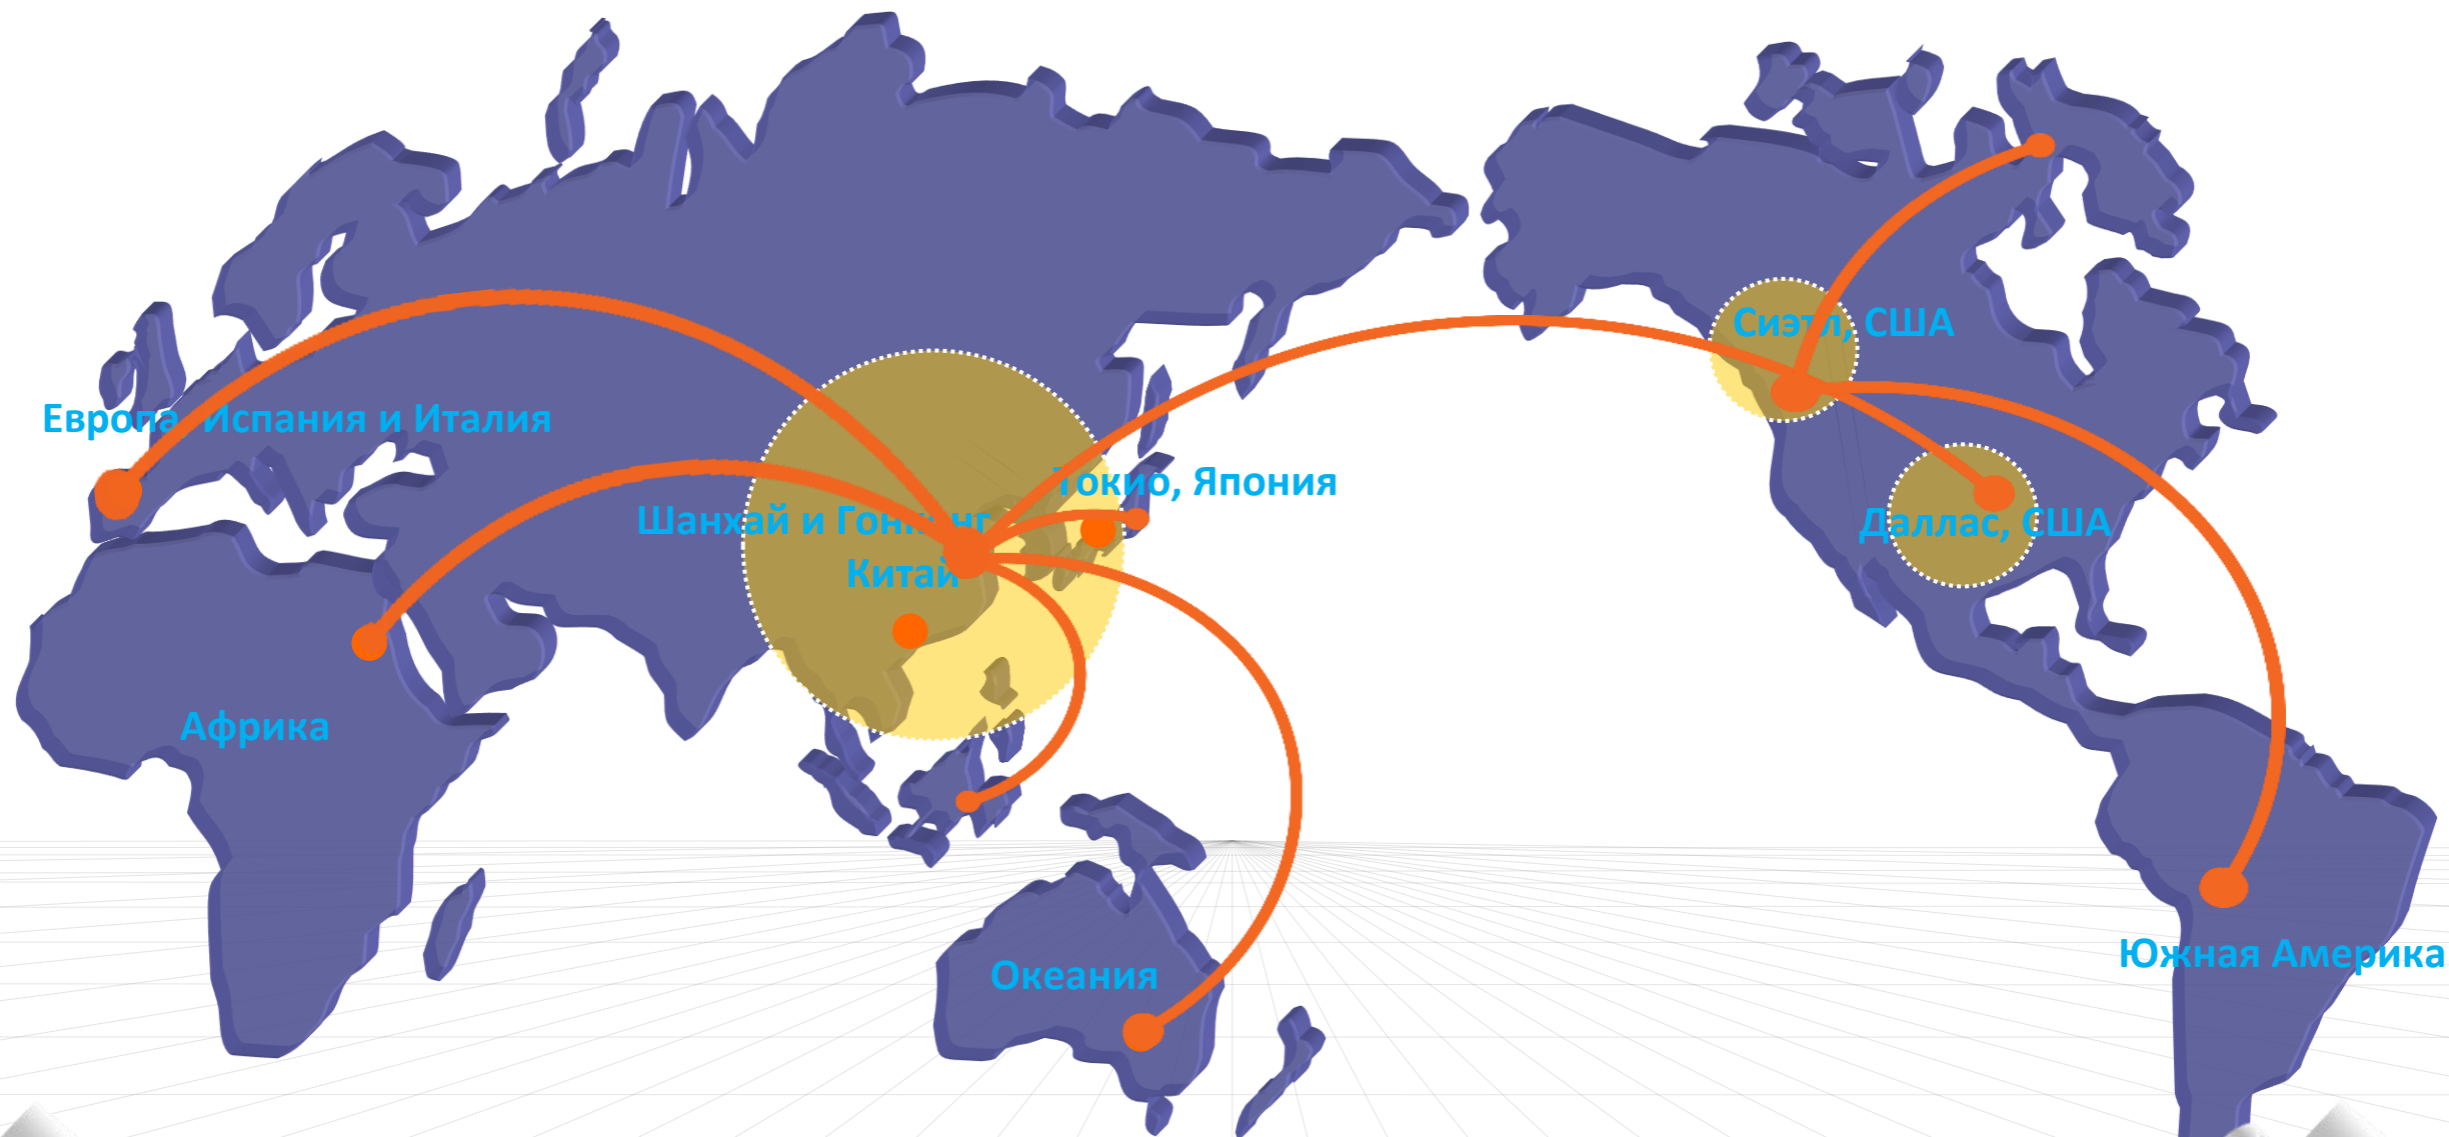 Сиэтл, США
Европа, Испания и Италия
Токио, Япония
Шанхай и Гонконг
Китай
Даллас, США
Африка
Южная Америка
Океания